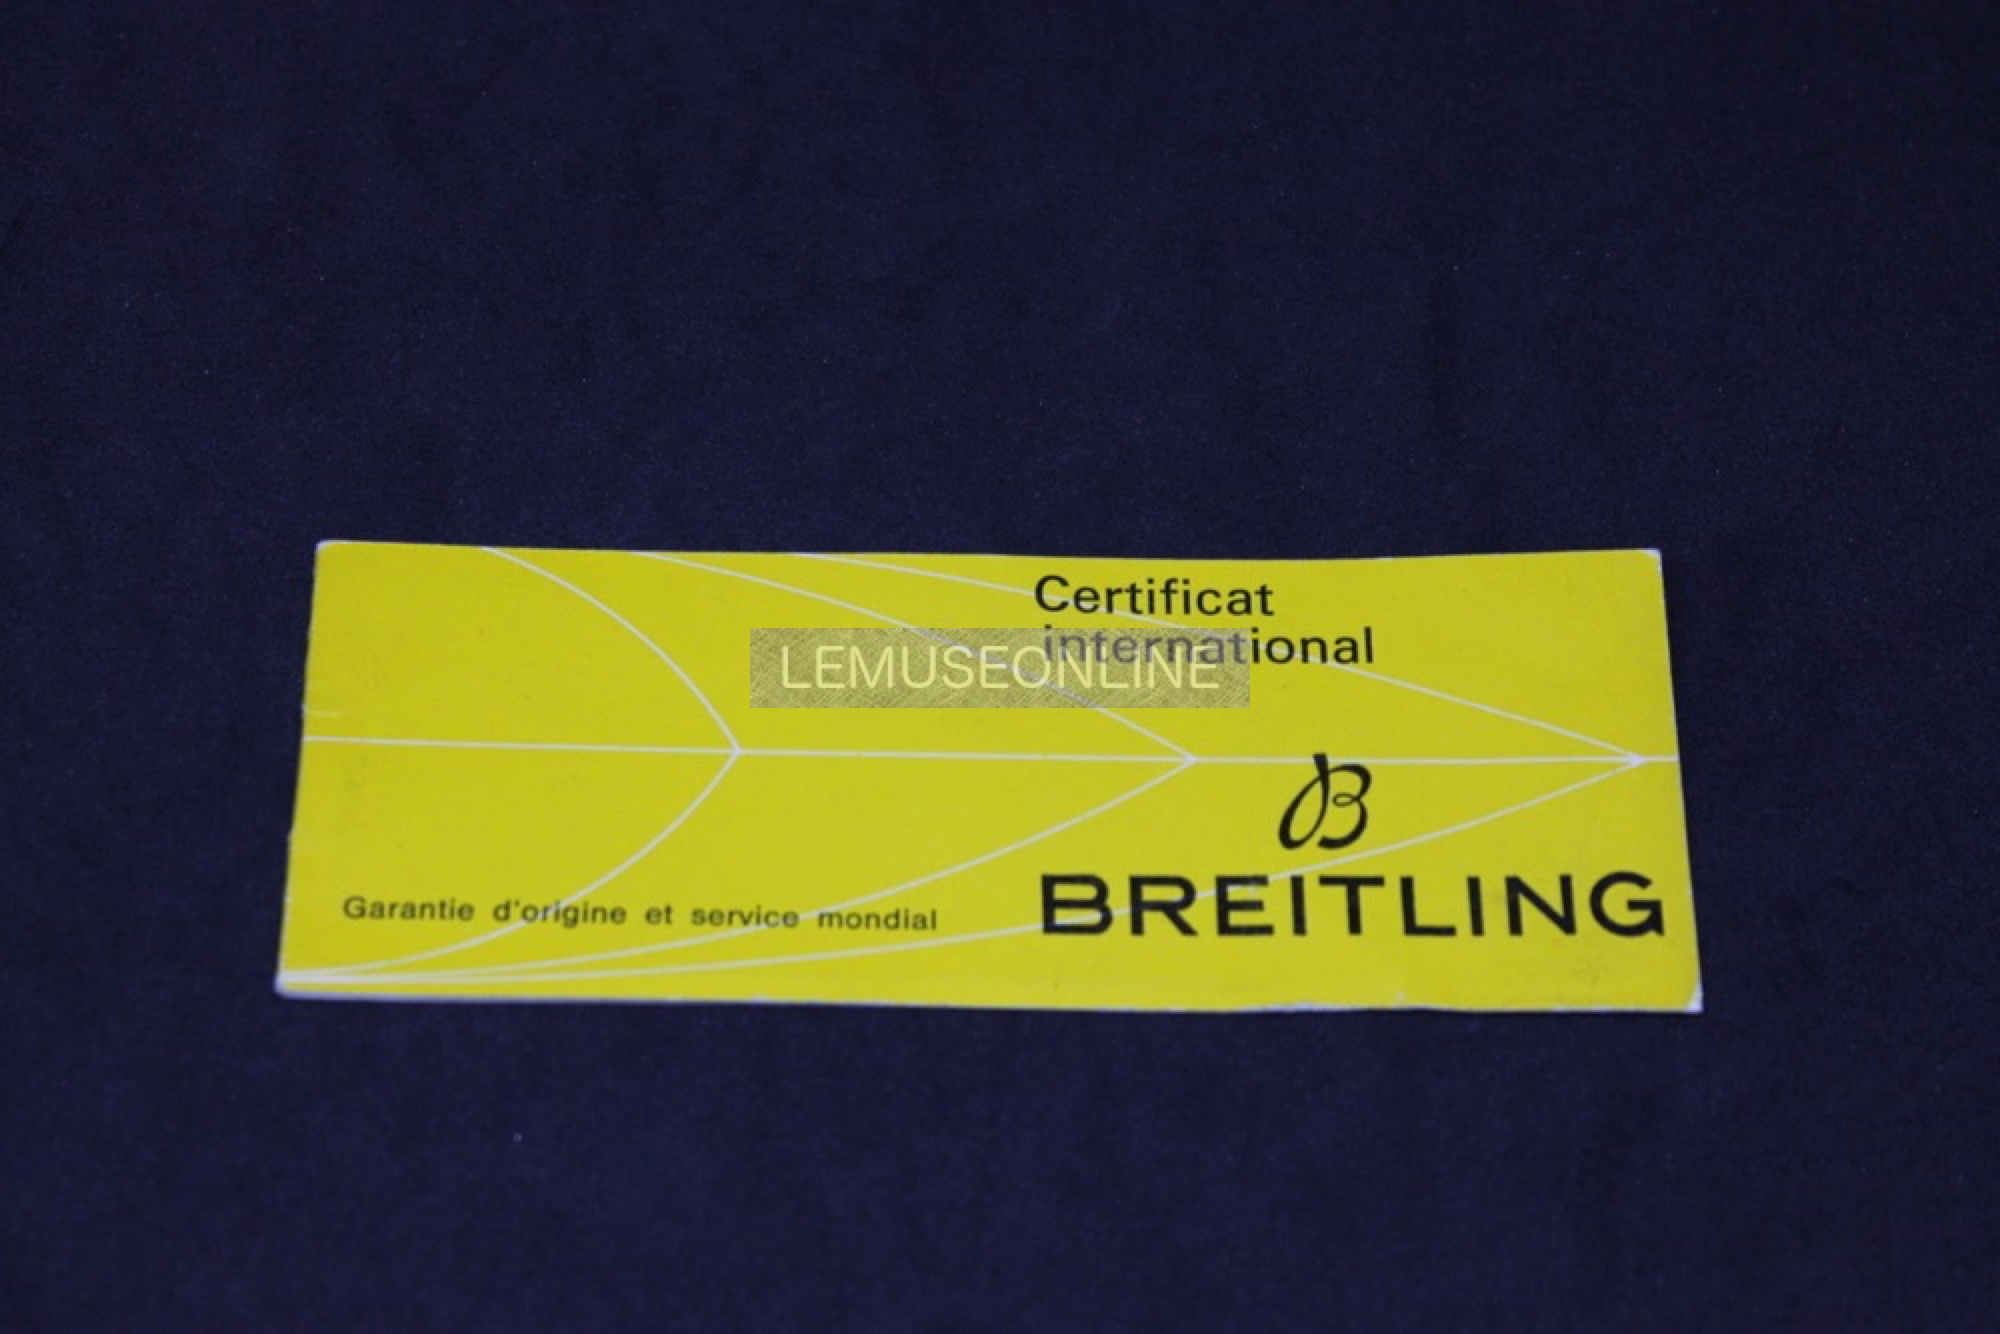 Certificat
international
LEMUSEONLINE
B
BREITLING
Garantie d'origine et service mondial